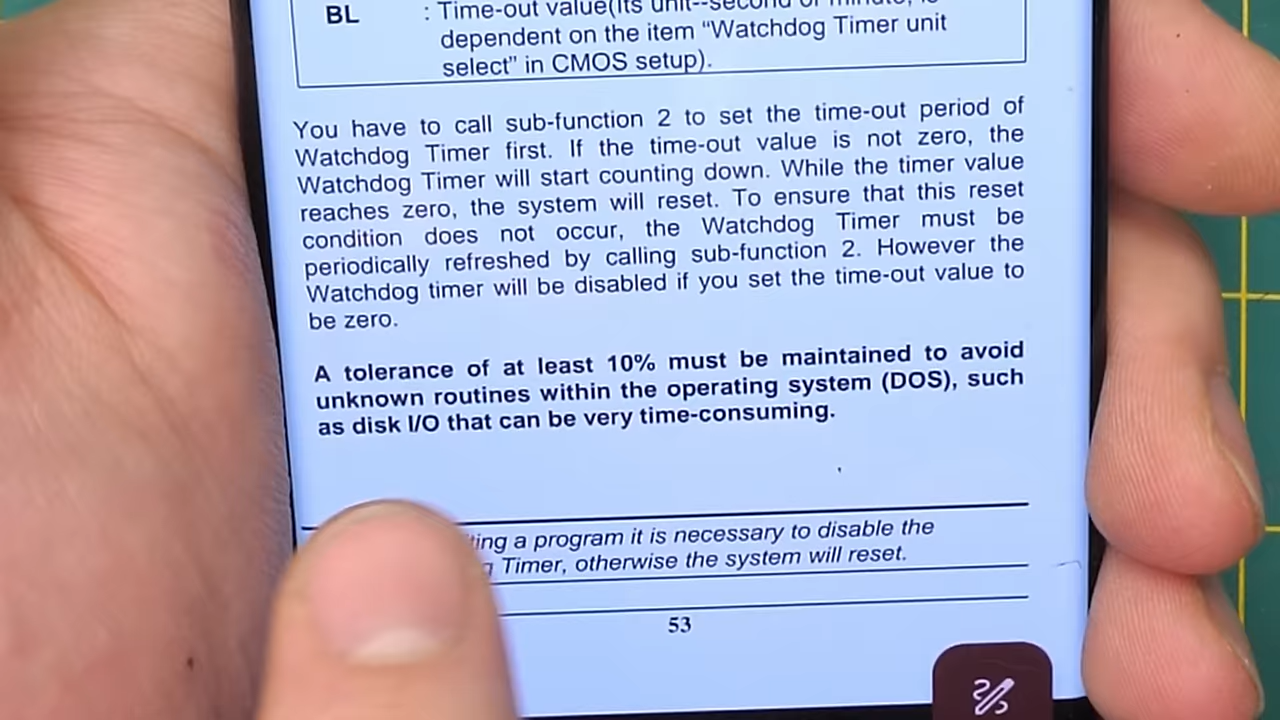 BL : Time-out value(Its unit--second or minute, is
dependent on the item “Watchdog Timer unit
select” in CMOS setup).
You have to call sub-function 2 to set the time-out period of
Watchdog Timer first. If the time-out value is not zero, the
Watchdog Timer will start counting down. While the timer value
reaches zero, the system will reset. To ensure that this reset
condition does not occur, the Watchdog Timer must be
periodically refreshed by calling sub-function 2. However the
Watchdog timer will be disabled if you set the time-out value to
be zero.
A tolerance of at least 10% must be maintained to avoid
unknown routines within the operating system (DOS), such
as disk I/O that can be very time-consuming.
a program it is necessary to disable the
Timer, otherwise the system will reset.
53